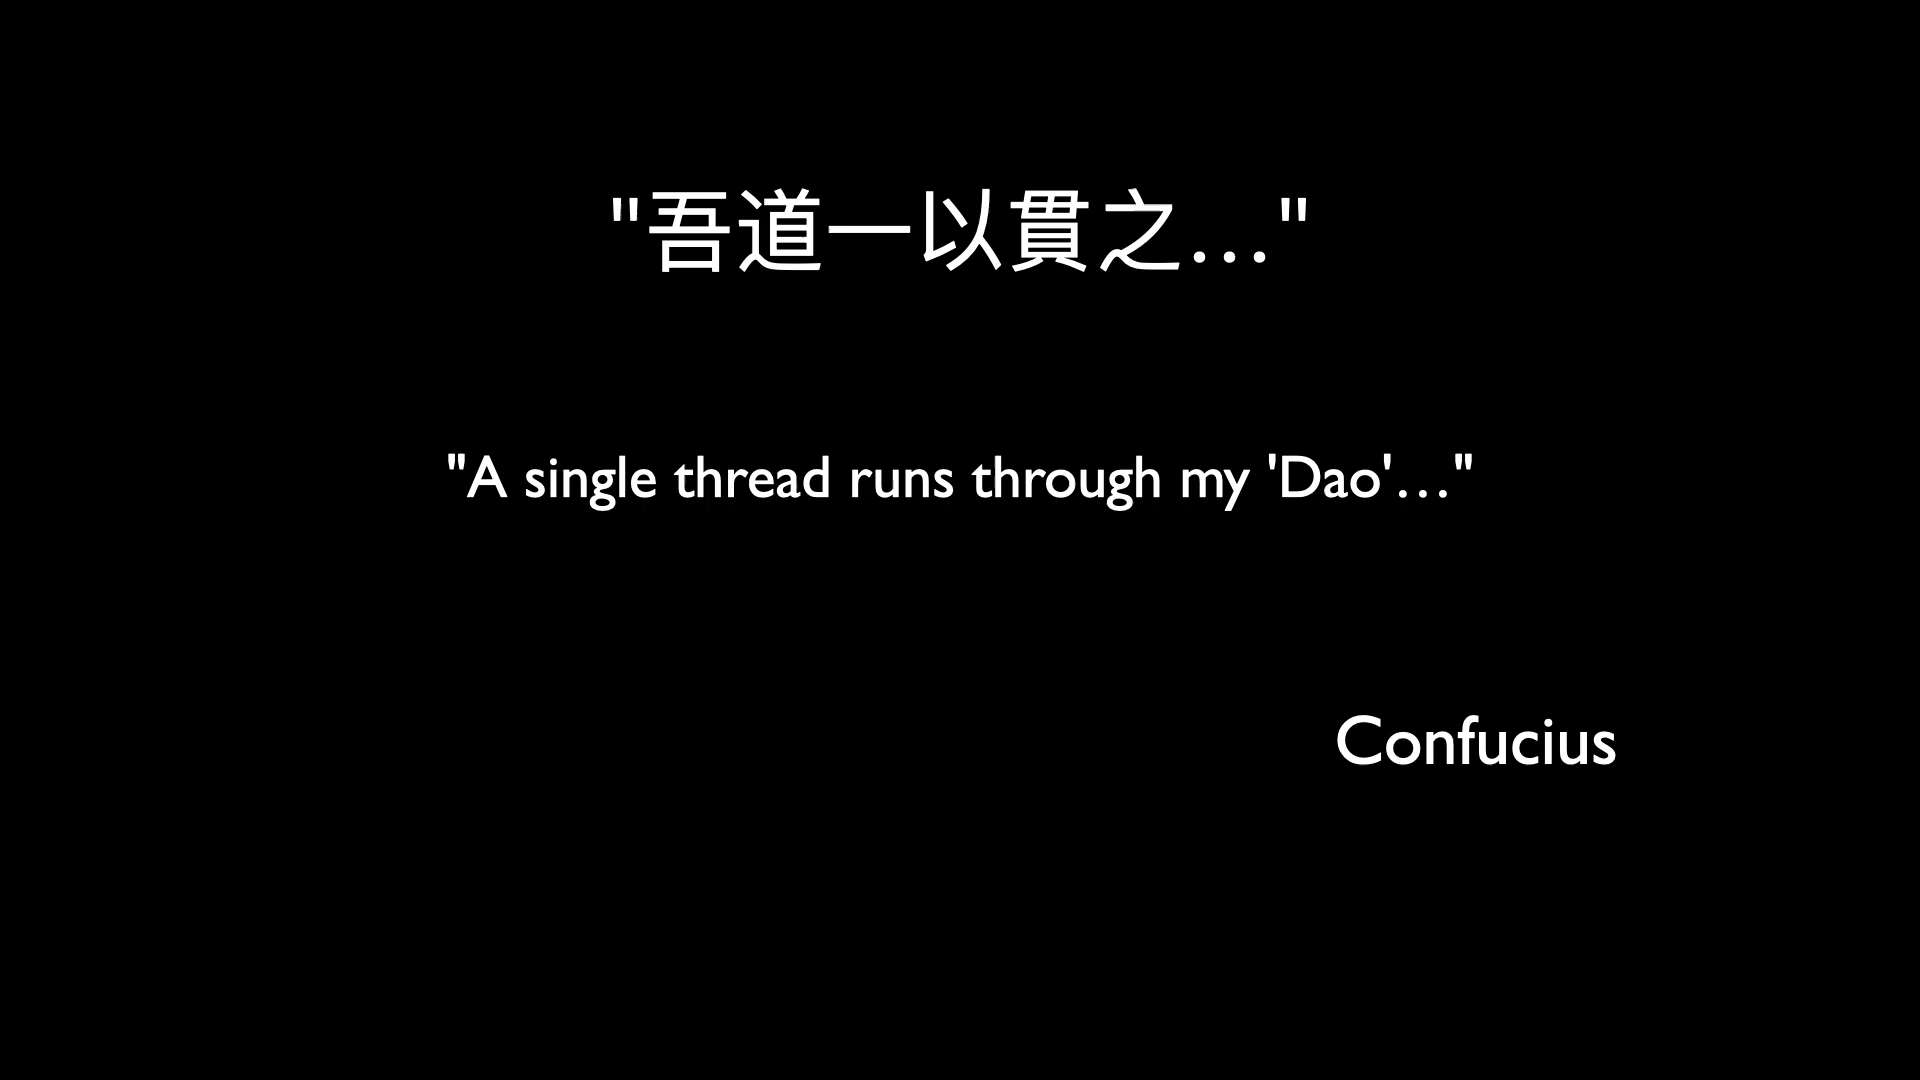 "吾道一以貫之…"
"A single thread runs through my 'Dao'…"
Confucius